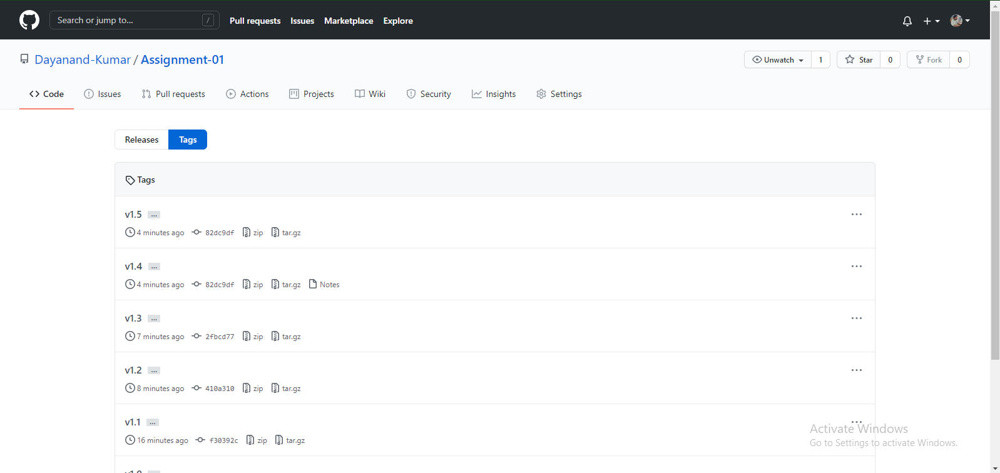 Search or jump to... /
Pull requests Issues Marketplace Explore
Dayanand-Kumar / Assignment-01
Unwatch 1 Star 0 Fork 0
Code Issues Pull requests Actions Projects Wiki Security Insights Settings
Releases Tags
Tags
v1.5 ...
4 minutes ago 82dc9df zip tar.gz
v1.4 ...
4 minutes ago 82dc9df zip tar.gz Notes
v1.3 ...
7 minutes ago 2fbcd77 zip tar.gz
v1.2 ...
8 minutes ago 410a310 zip tar.gz
v1.1 ...
16 minutes ago f30392c zip tar.gz
Activate Windows
Go to Settings to activate Windows.